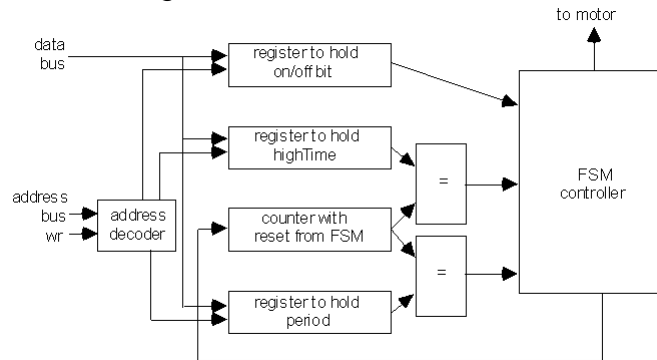 to motor
data
bus
register to hold
on/off bit
register to hold
highTime
=
FSM
controller
address
bus
wr
address
decoder
counter with
reset from FSM
=
register to hold
period